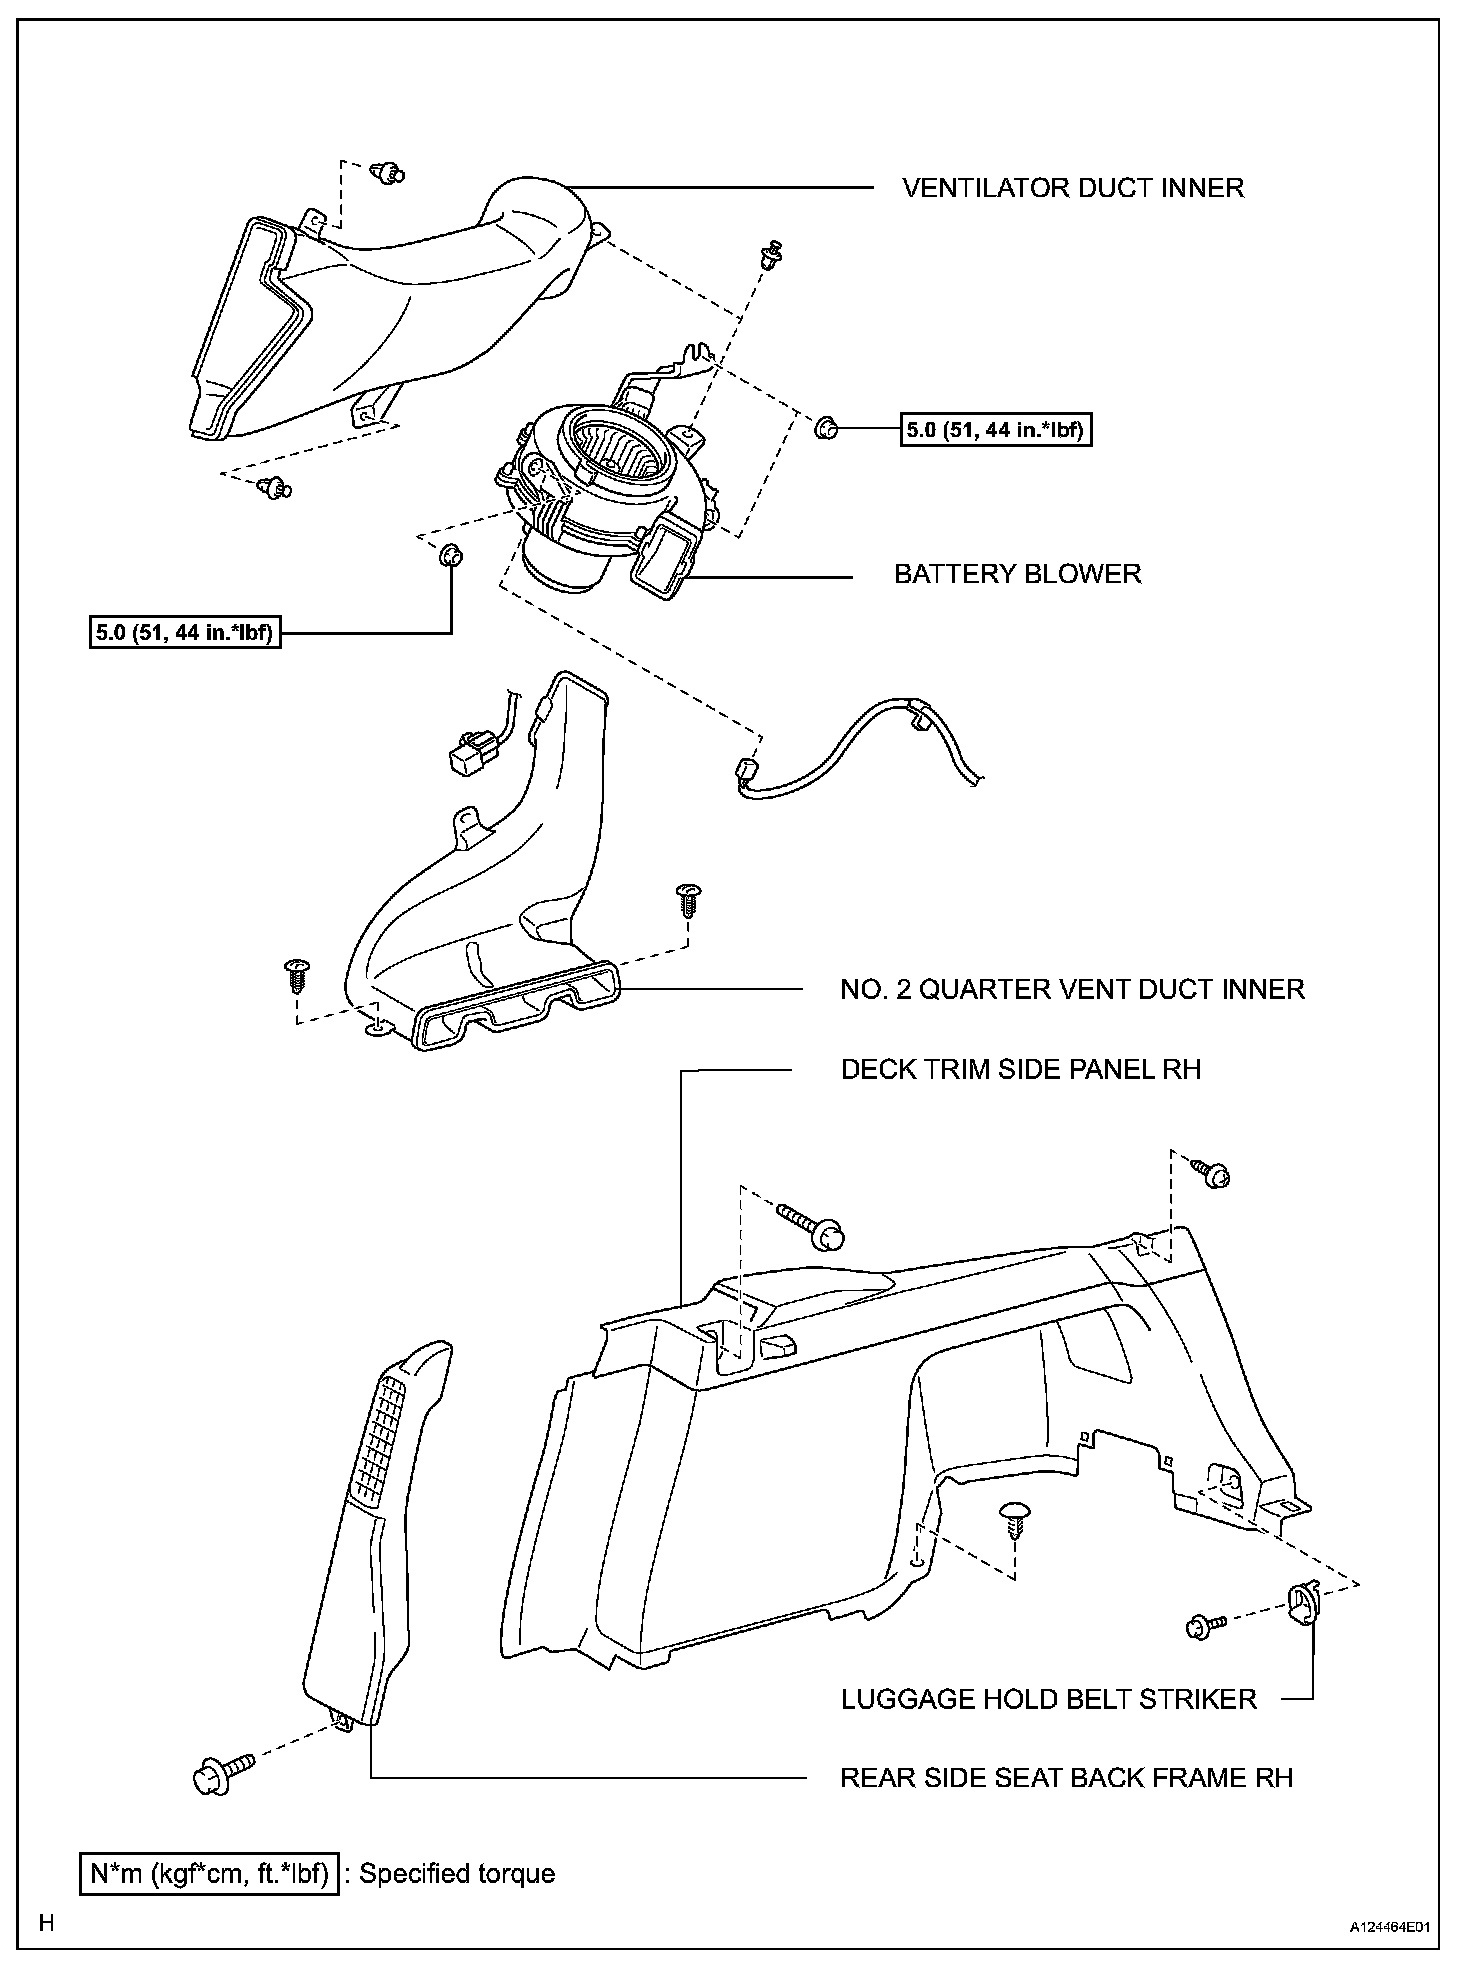 VENTILATOR DUCT INNER
5.0 (51, 44 in.*lbf)
BATTERY BLOWER
5.0 (51, 44 in.*lbf)
NO. 2 QUARTER VENT DUCT INNER
DECK TRIM SIDE PANEL RH
LUGGAGE HOLD BELT STRIKER
REAR SIDE SEAT BACK FRAME RH
N*m (kgf*cm, ft.*lbf) : Specified torque
H
A124464E01